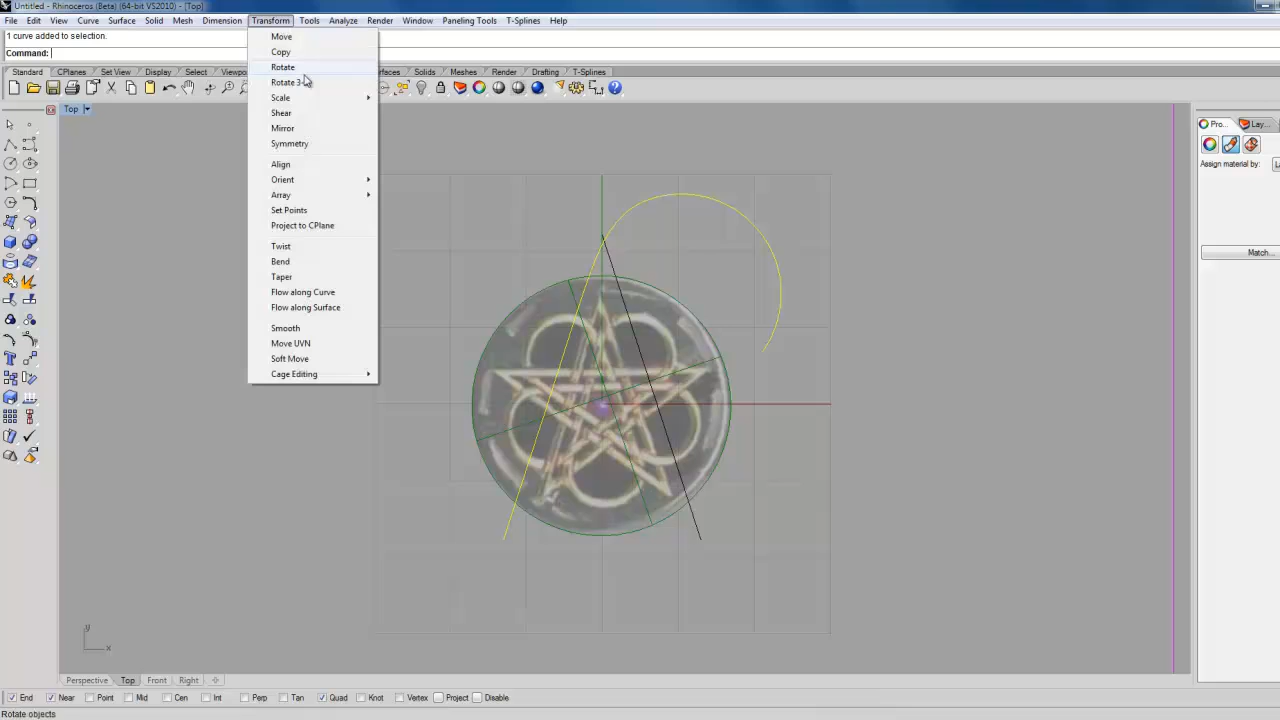 Untitled - Rhinoceros (Beta) (64-bit VS2010) - [Top]
File Edit View Curve Surface Solid Mesh Dimension Transform Tools Analyze Render Window Paneling Tools T-Splines Help
1 curve added to selection.
Command:
Standard CPlanes Set View Display Select Viewpo Solids Meshes Render Drafting T-Splines
Top
Move
Copy
Rotate
Rotate 3-
Scale
Shear
Mirror
Symmetry
Align
Orient
Array
Set Points
Project to CPlane
Twist
Bend
Taper
Flow along Curve
Flow along Surface
Smooth
Move UVN
Soft Move
Cage Editing
Pro... Lay...
Assign material by:
Match...
y
x
Perspective Top Front Right
End Near Point Mid Cen Int Perp Tan Quad Knot Vertex Project Disable
Rotate objects